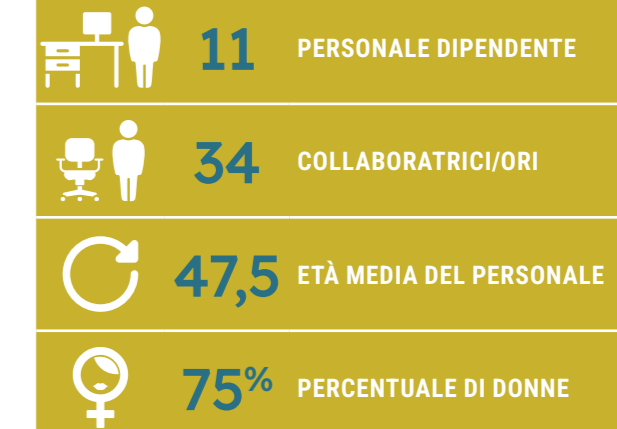 11 PERSONALE DIPENDENTE
34 COLLABORATRICI/ORI
47,5 ETÀ MEDIA DEL PERSONALE
75% PERCENTUALE DI DONNE